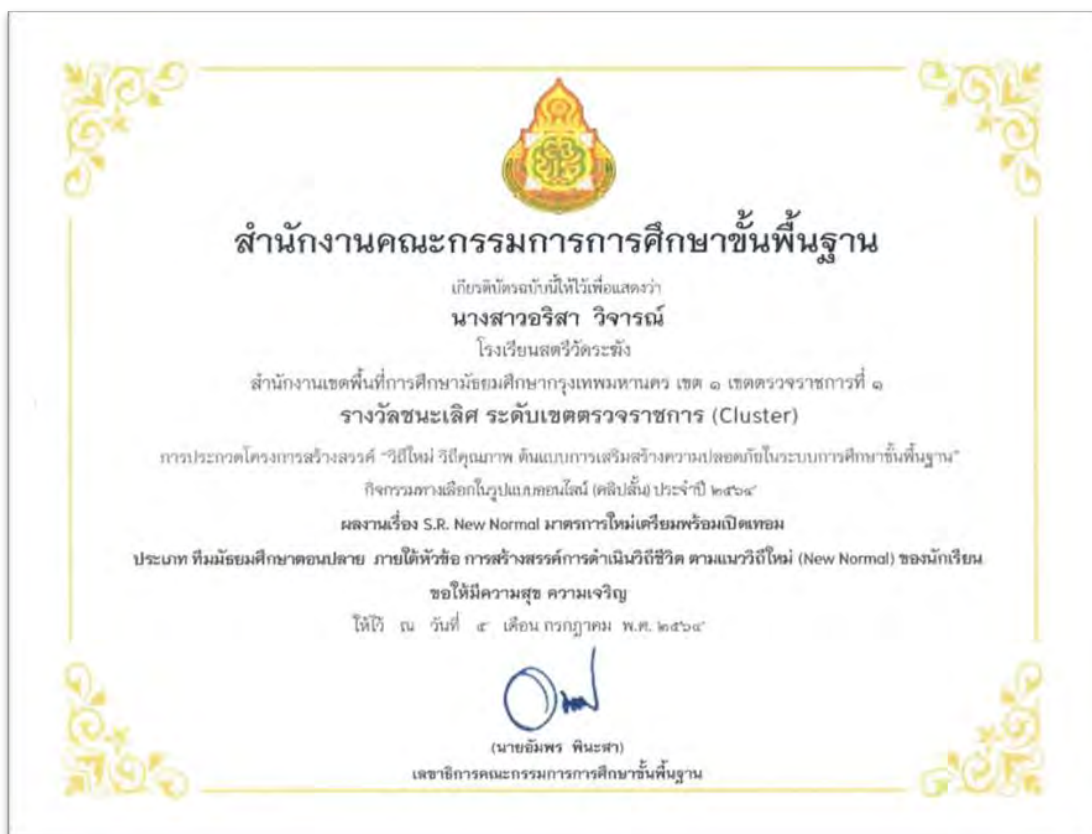 สำนักงานคณะกรรมการการศึกษาขั้นพื้นฐาน
เกียรติบัตรฉบับนี้ให้ไว้เพื่อแสดงว่า
นางสาวอริสา วิจารณ์
โรงเรียนสตรีวัดระฆัง
สำนักงานเขตพื้นที่การศึกษามัธยมศึกษากรุงเทพมหานคร เขต ๑ เขตตรวจราชการที่ ๑
รางวัลชนะเลิศ ระดับเขตตรวจราชการ (Cluster)
การประกวดโครงการสร้างสรรค์ "วิถีใหม่ วิถีคุณภาพ ต้นแบบการเสริมสร้างความปลอดภัยในระบบการศึกษาขั้นพื้นฐาน"
กิจกรรมทางเลือกในรูปแบบออนไลน์ (คลิปสั้น) ประจำปี ๒๕๖๔
ผลงานเรื่อง S.R. New Normal มาตรการใหม่เตรียมพร้อมเปิดเทอม
ประเภท ทีมมัธยมศึกษาตอนปลาย ภายใต้หัวข้อ การสร้างสรรค์การดำเนินวิถีชีวิต ตามแนววิถีใหม่ (New Normal) ของนักเรียน
ขอให้มีความสุข ความเจริญ
ให้ไว้ ณ วันที่ ๕ เดือน กรกฎาคม พ.ศ. ๒๕๖๔
(นายอัมพร พินะสา)
เลขาธิการคณะกรรมการการศึกษาขั้นพื้นฐาน